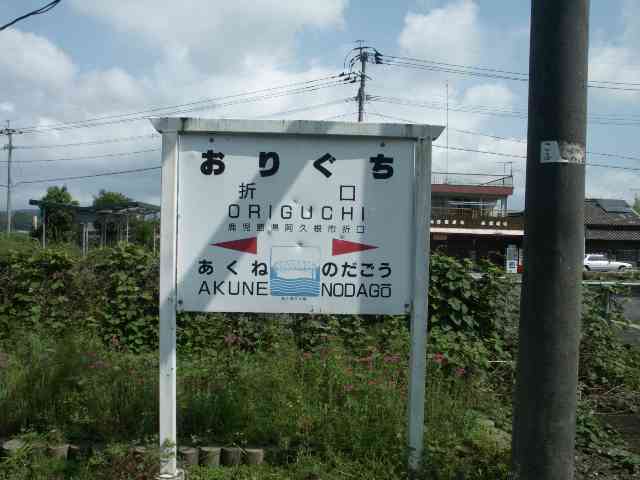 おりぐち
折口
ORIGUCHI
鹿児島県阿久根市折口
あくね のだごう
AKUNE NODAGŌ